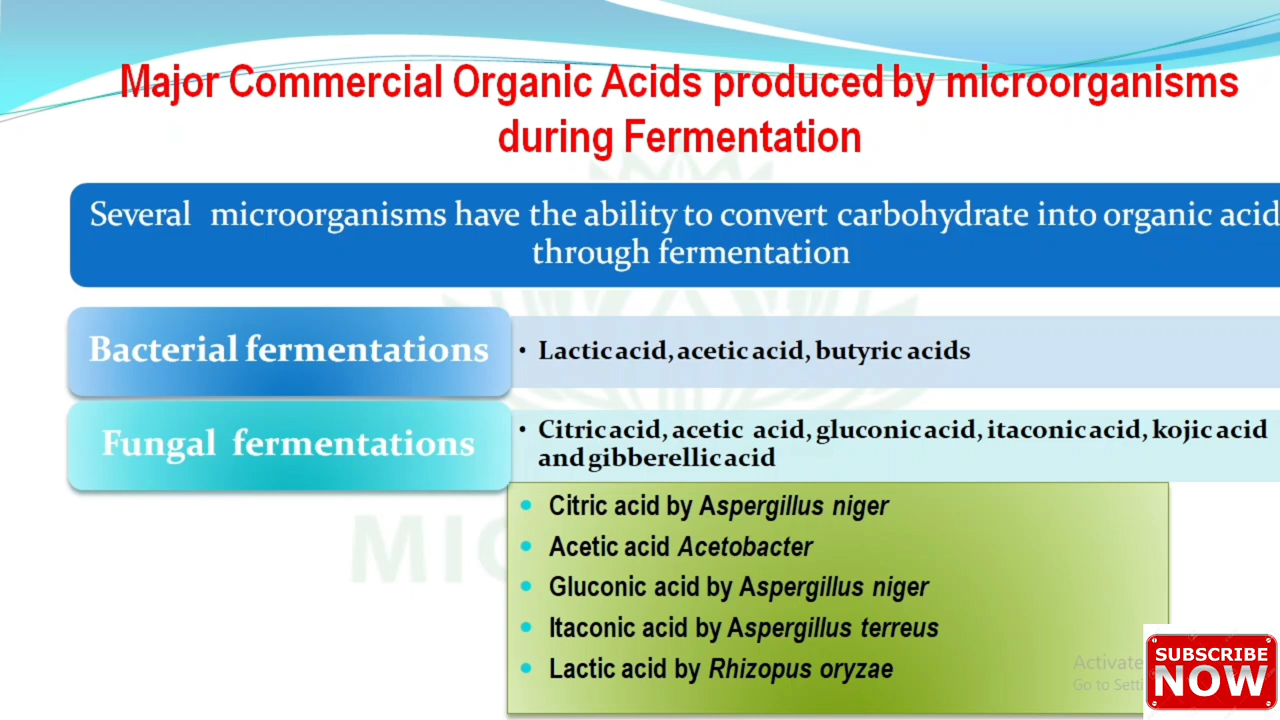 Major Commercial Organic Acids produced by microorganisms
during Fermentation
Several microorganisms have the ability to convert carbohydrate into organic acid
through fermentation
Bacterial fermentations
• Lactic acid, acetic acid, butyric acids
Fungal fermentations
• Citric acid, acetic acid, gluconic acid, itaconic acid, kojic acid
and gibberellic acid
• Citric acid by Aspergillus niger
• Acetic acid Acetobacter
• Gluconic acid by Aspergillus niger
• Itaconic acid by Aspergillus terreus
• Lactic acid by Rhizopus oryzae
Activate
Go to
SUBSCRIBE
NOW